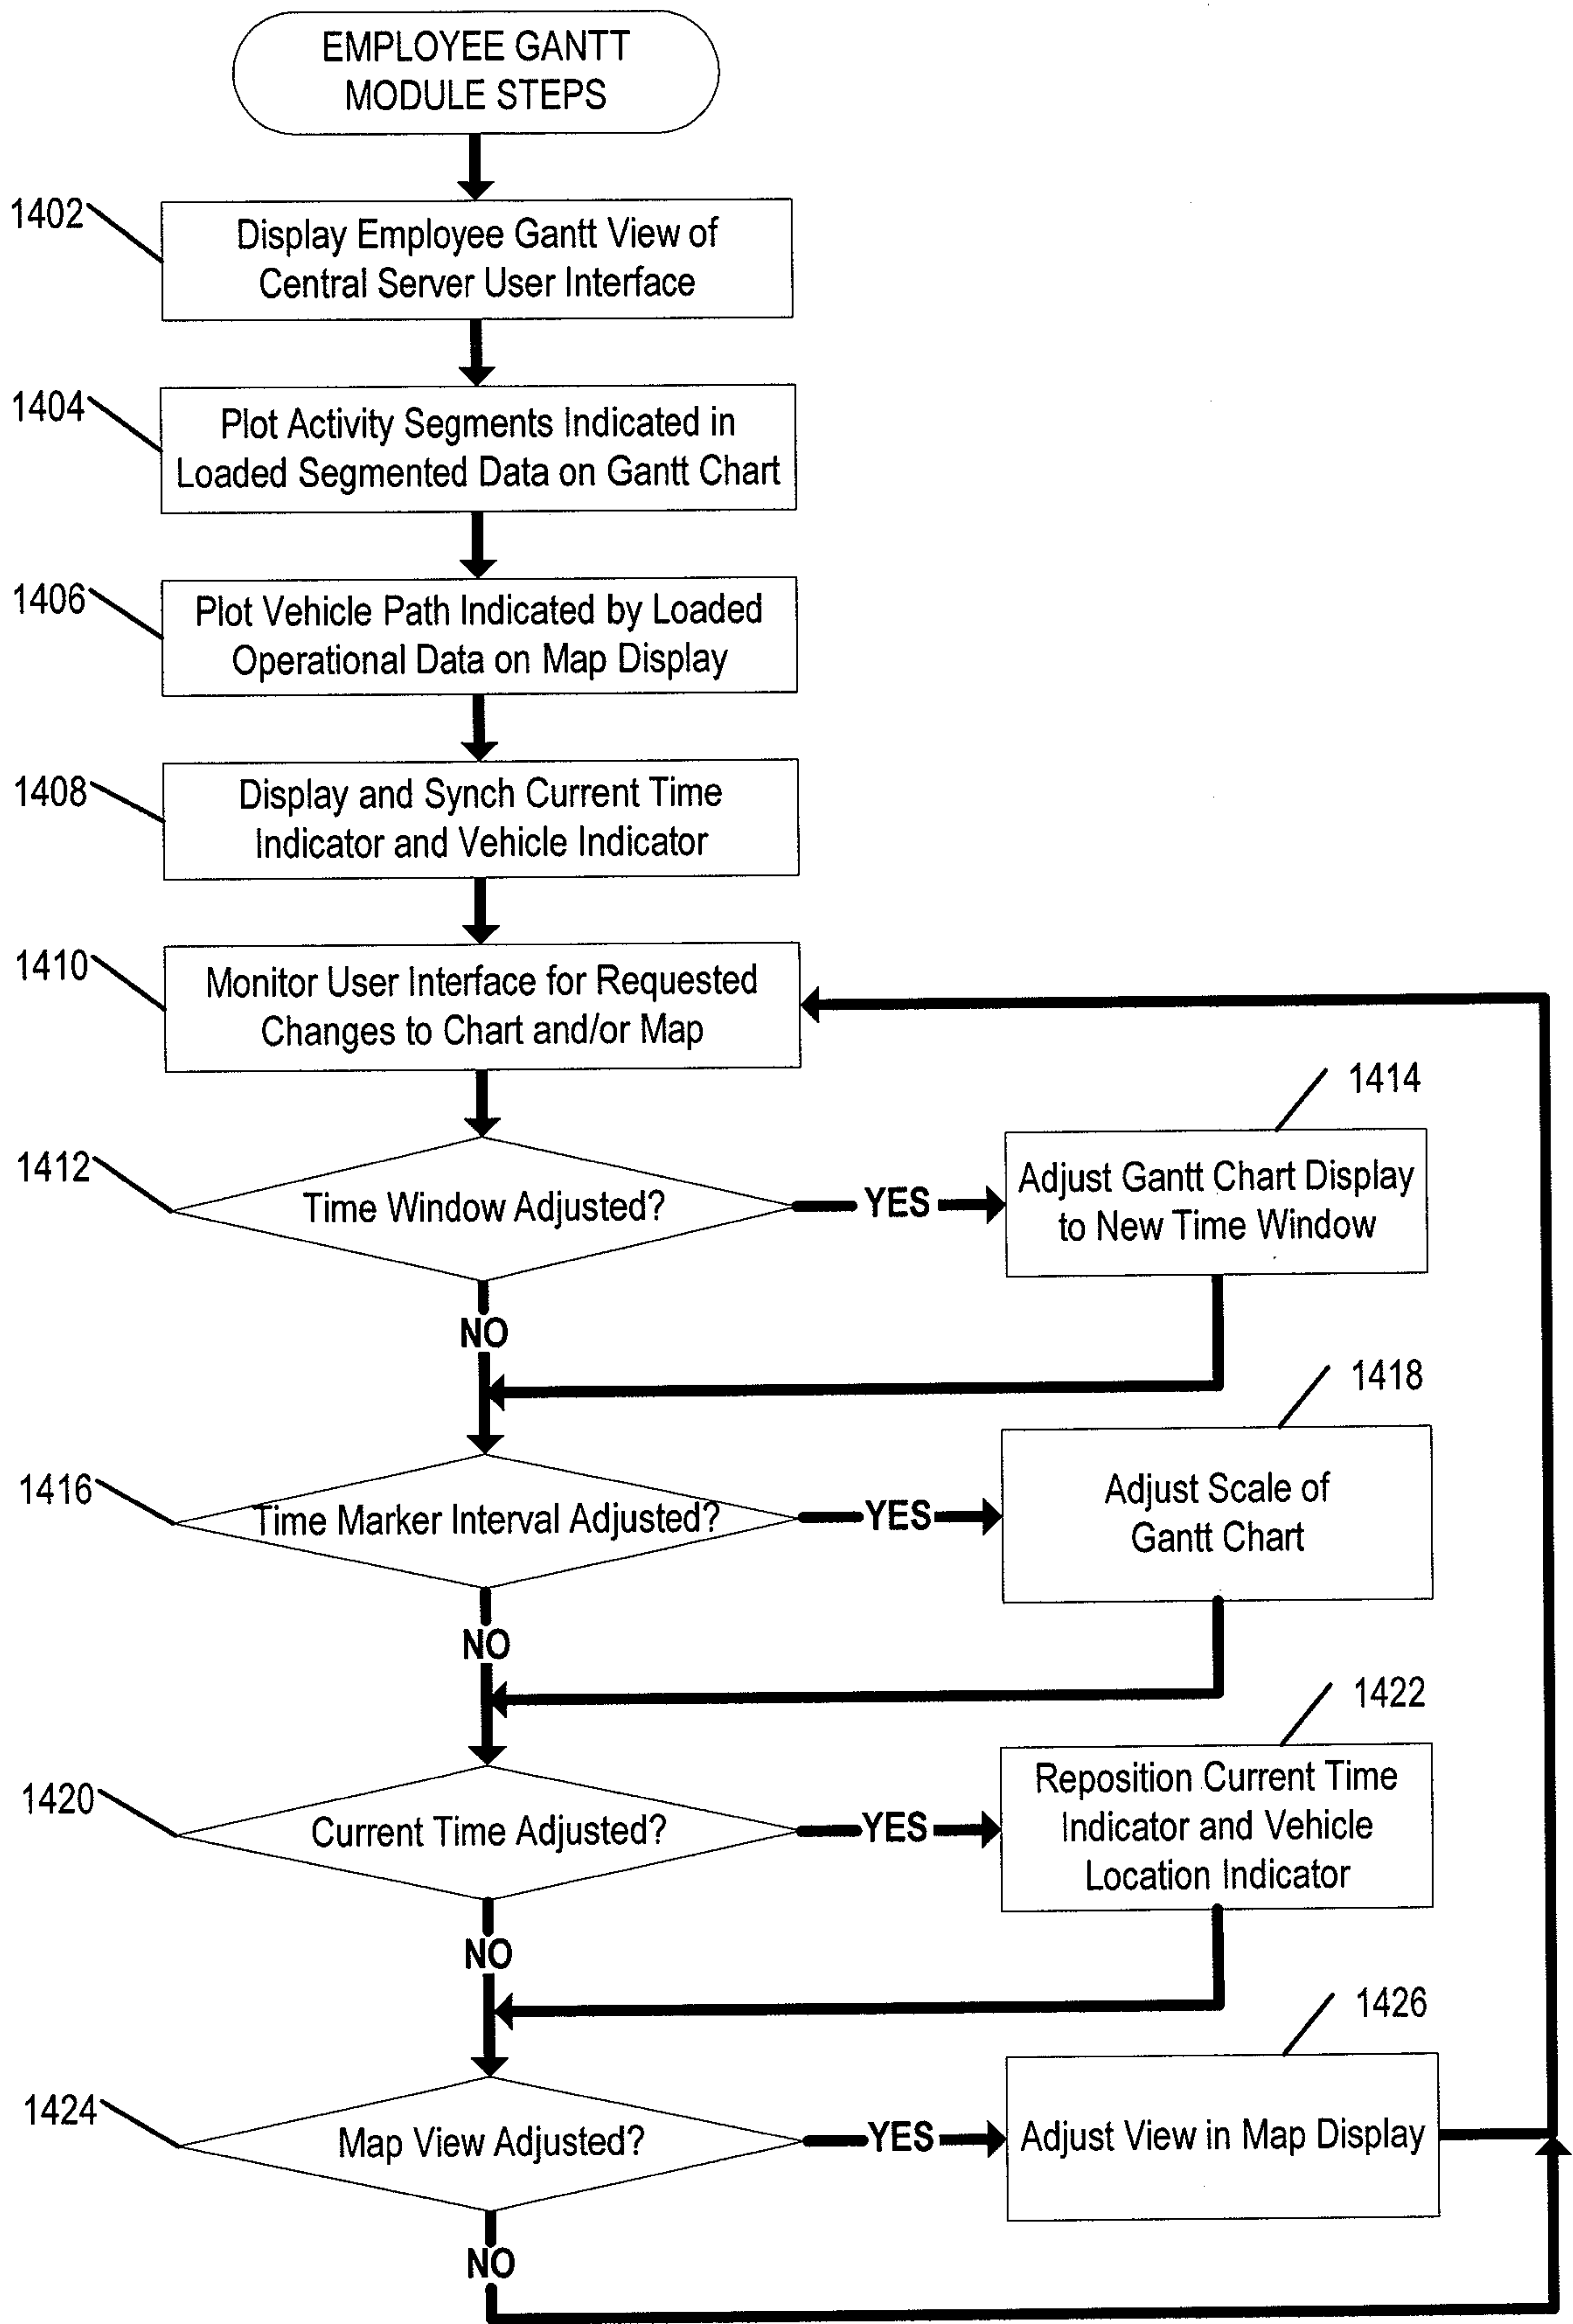 EMPLOYEE GANTT
MODULE STEPS
1402
Display Employee Gantt View of
Central Server User Interface
1404
Plot Activity Segments Indicated in
Loaded Segmented Data on Gantt Chart
1406
Plot Vehicle Path Indicated by Loaded
Operational Data on Map Display
1408
Display and Synch Current Time
Indicator and Vehicle Indicator
1410
Monitor User Interface for Requested
Changes to Chart and/or Map
1412
Time Window Adjusted?
YES
1414
Adjust Gantt Chart Display
to New Time Window
NO
1416
Time Marker Interval Adjusted?
YES
1418
Adjust Scale of
Gantt Chart
NO
1420
Current Time Adjusted?
YES
1422
Reposition Current Time
Indicator and Vehicle
Location Indicator
NO
1424
Map View Adjusted?
YES
1426
Adjust View in Map Display
NO